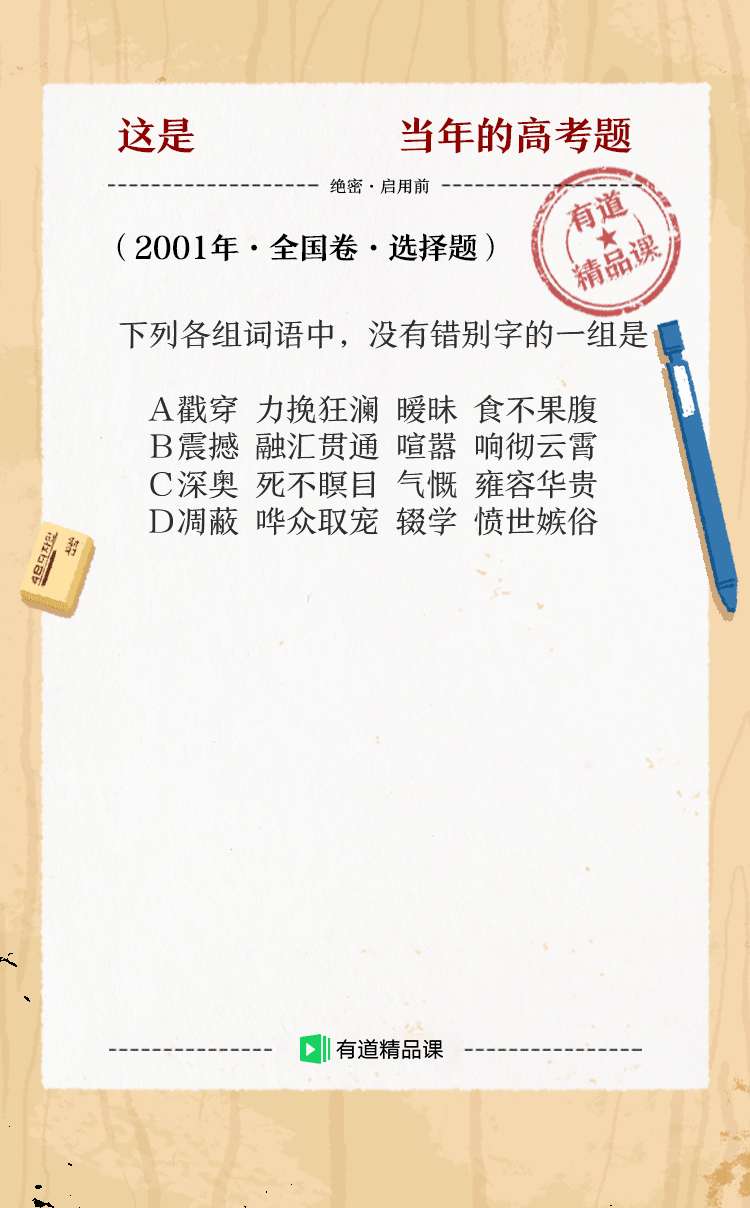 这是 当年的高考题
绝密·启用前
有道
精品课
（2001年·全国卷·选择题）
下列各组词语中，没有错别字的一组是
A戳穿 力挽狂澜 暧昧 食不果腹
B震撼 融汇贯通 喧嚣 响彻云霄
C深奥 死不瞑目 气慨 雍容华贵
D凋蔽 哗众取宠 辍学 愤世嫉俗
有道精品课